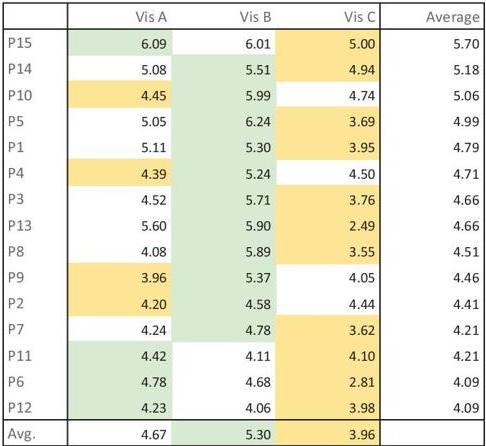 Vis A Vis B Vis C Average
P15 6.09 6.01 5.00 5.70
P14 5.08 5.51 4.94 5.18
P10 4.45 5.99 4.74 5.06
P5 5.05 6.24 3.69 4.99
P1 5.11 5.30 3.95 4.79
P4 4.39 5.24 4.50 4.71
P3 4.52 5.71 3.76 4.66
P13 5.60 5.90 2.49 4.66
P8 4.08 5.89 3.55 4.51
P9 3.96 5.37 4.05 4.46
P2 4.20 4.58 4.44 4.41
P7 4.24 4.78 3.62 4.21
P11 4.42 4.11 4.10 4.21
P6 4.78 4.68 2.81 4.09
P12 4.23 4.06 3.98 4.09
Avg. 4.67 5.30 3.96